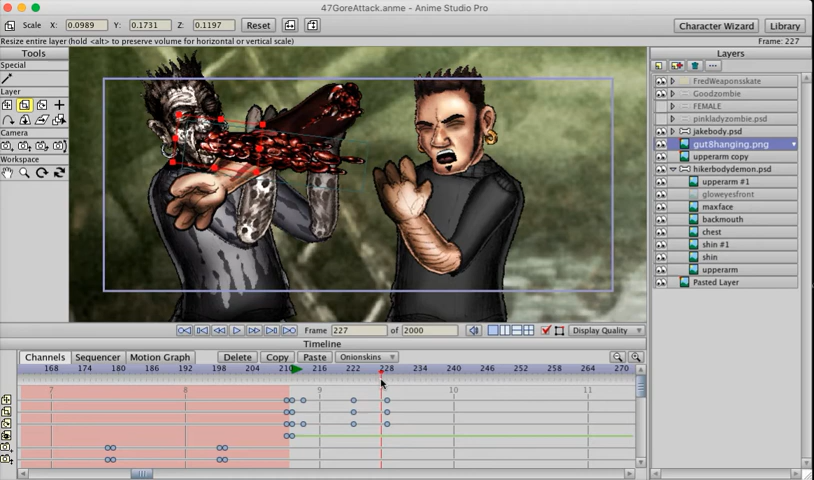 47GoreAttack.anme - Anime Studio Pro
Scale X: 0.0989 Y: 0.1731 Z: 0.1197 Reset Character Wizard Library
Resize entire layer (hold <alt> to preserve volume for horizontal or vertical scale) Frame: 227
Tools
Special
Layer
Camera
Workspace
Layers
FredWeaponsskate
Goodzombie
FEMALE
pinkladyzombie.psd
jakebody.psd
gut8hanging.png
upperarm copy
hikerbodydemon.psd
upperarm #1
gloweyesfront
maxface
backmouth
chest
shin #1
shin
upperarm
Pasted Layer
Frame 227 of 2000 Display Quality
Timeline
Channels Sequencer Motion Graph Delete Copy Paste Onionskins
168 174 180 186 192 198 204 210 216 222 228 234 240 246 252 258 264 270
7 8 9 10 11